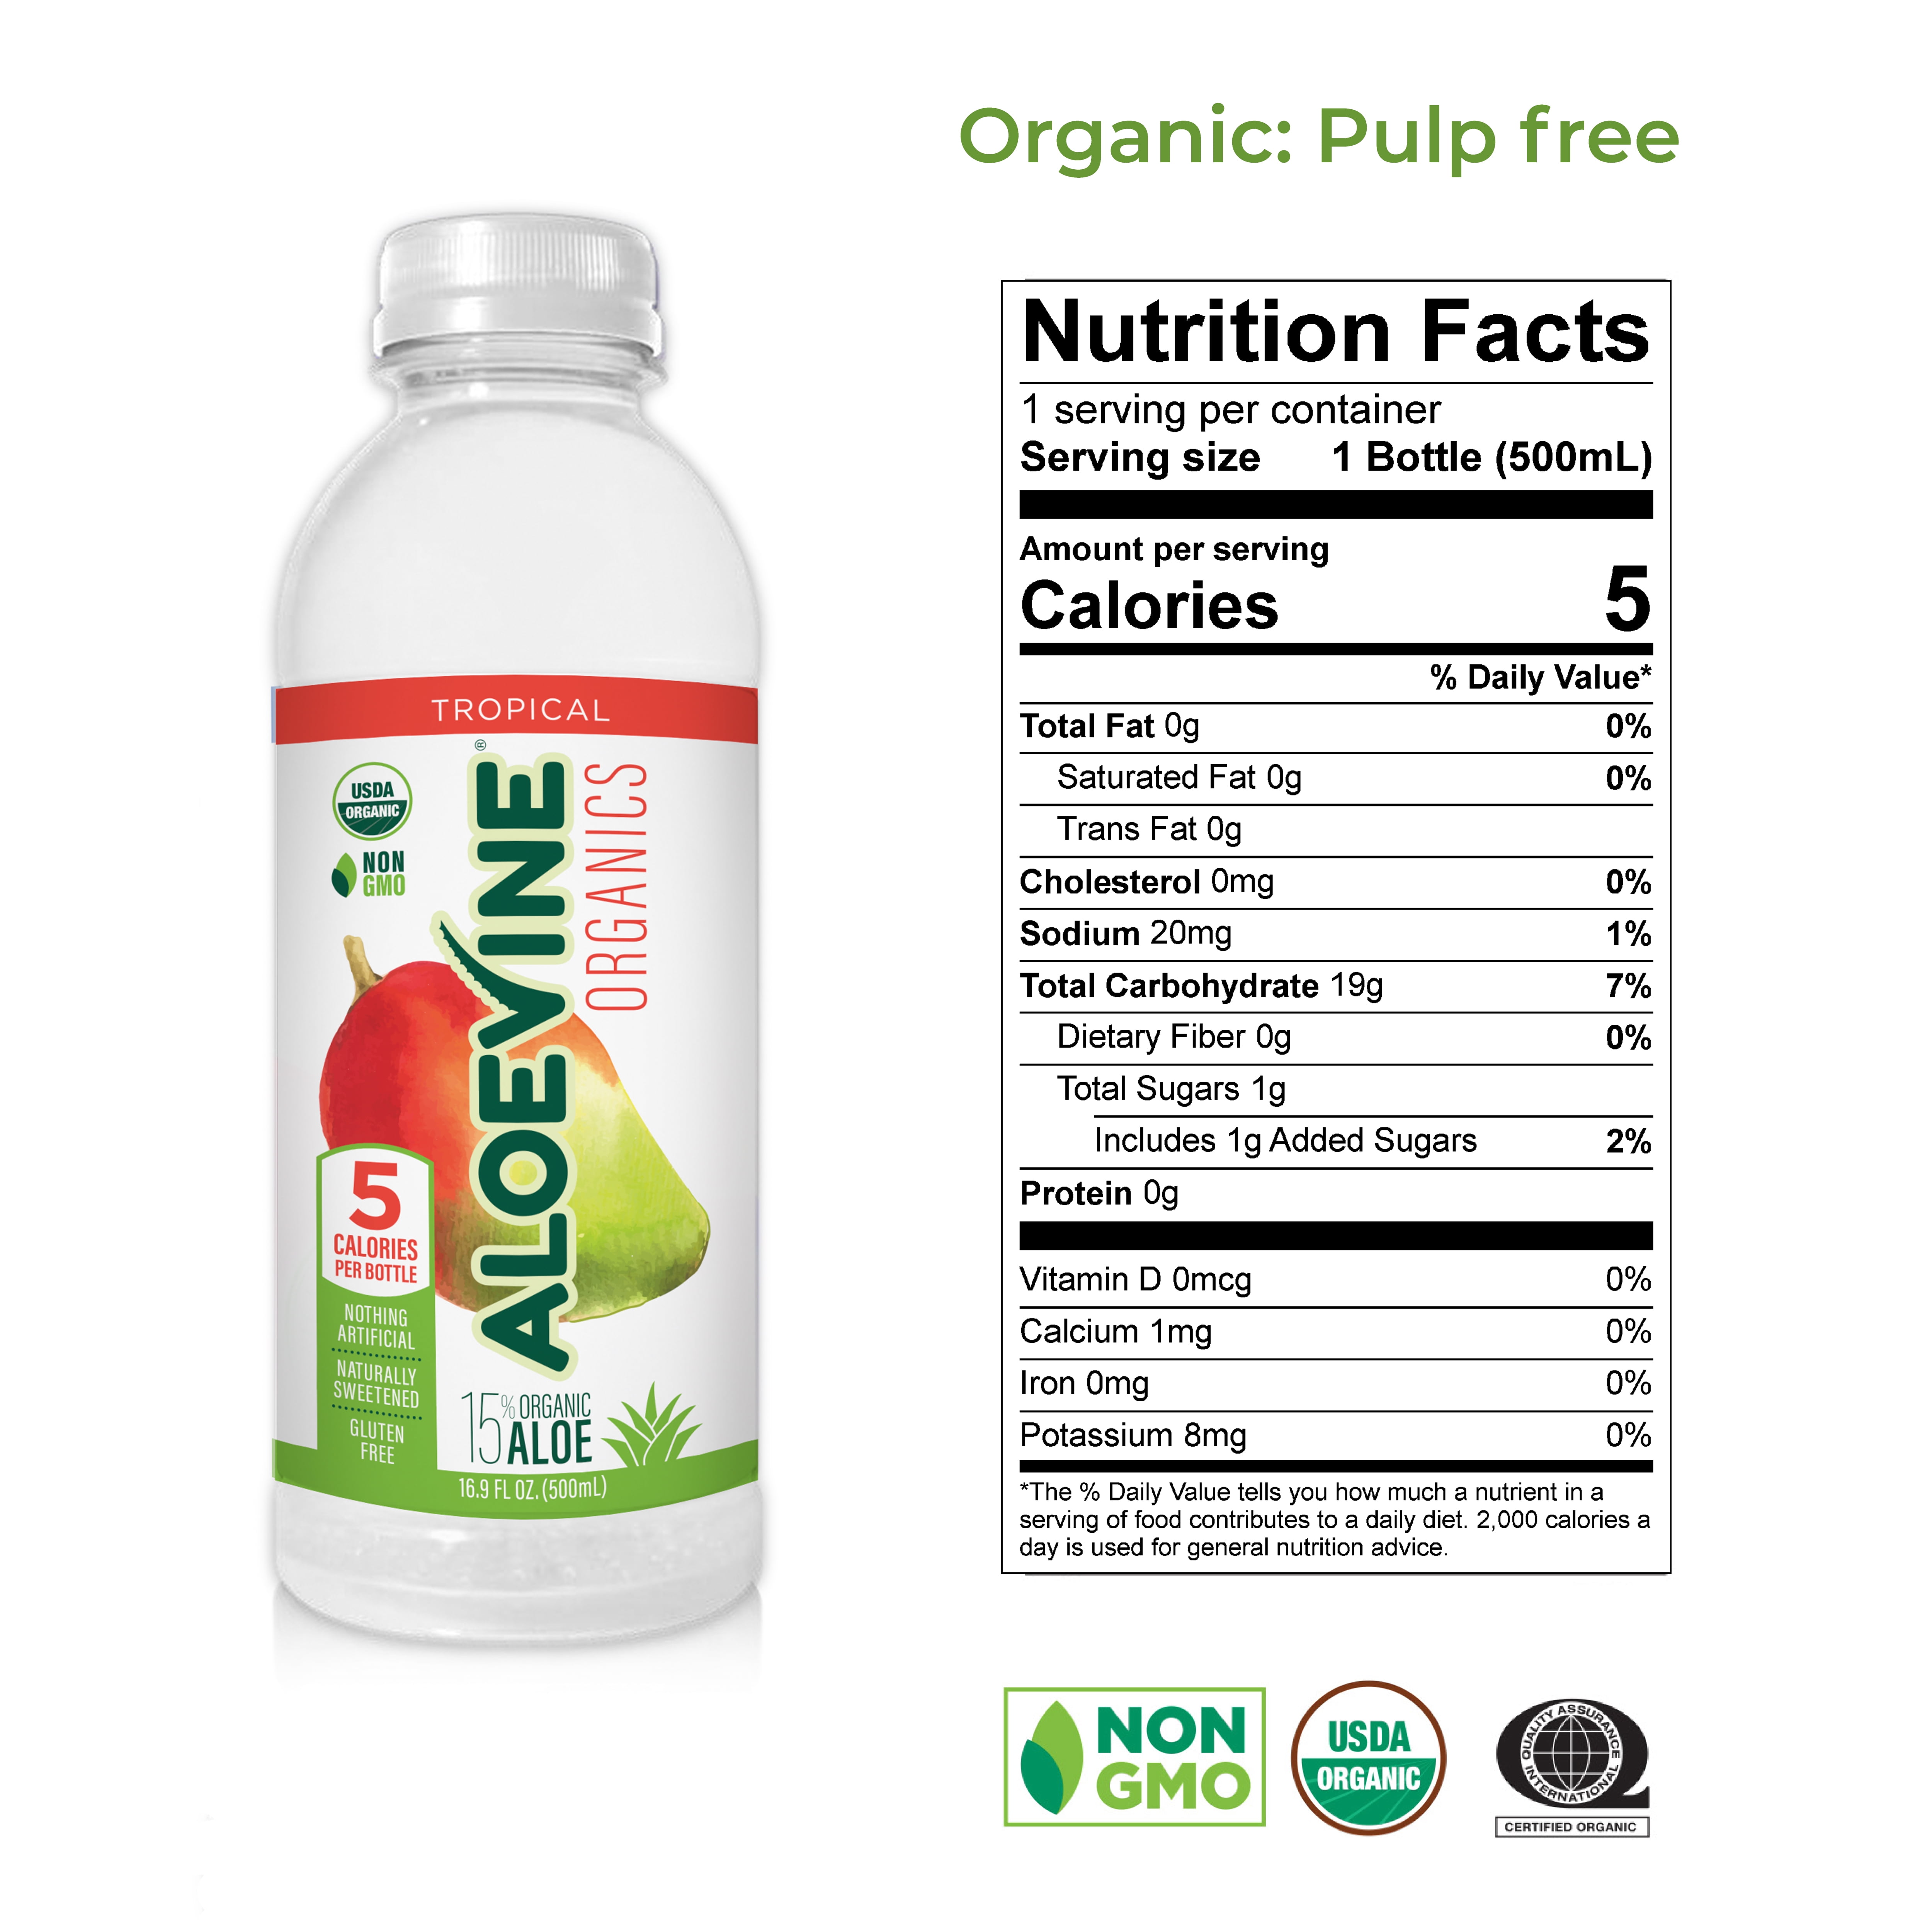 Organic: Pulp free
TROPICAL
USDA
ORGANIC
NON
GMO
ALOEVINE®
ORGANICS
5
CALORIES
PER BOTTLE
NOTHING
ARTIFICIAL
NATURALLY
SWEETENED
GLUTEN
FREE
15% ORGANIC
ALOE
16.9 FL OZ. (500mL)
Nutrition Facts
1 serving per container
Serving size 1 Bottle (500mL)
Amount per serving
Calories 5
% Daily Value*
Total Fat 0g 0%
Saturated Fat 0g 0%
Trans Fat 0g
Cholesterol 0mg 0%
Sodium 20mg 1%
Total Carbohydrate 19g 7%
Dietary Fiber 0g 0%
Total Sugars 1g
Includes 1g Added Sugars 2%
Protein 0g
Vitamin D 0mcg 0%
Calcium 1mg 0%
Iron 0mg 0%
Potassium 8mg 0%
*The % Daily Value tells you how much a nutrient in a
serving of food contributes to a daily diet. 2,000 calories a
day is used for general nutrition advice.
NON
GMO
USDA
ORGANIC
QUALITY ASSURANCE
INTERNATIONAL
CERTIFIED ORGANIC